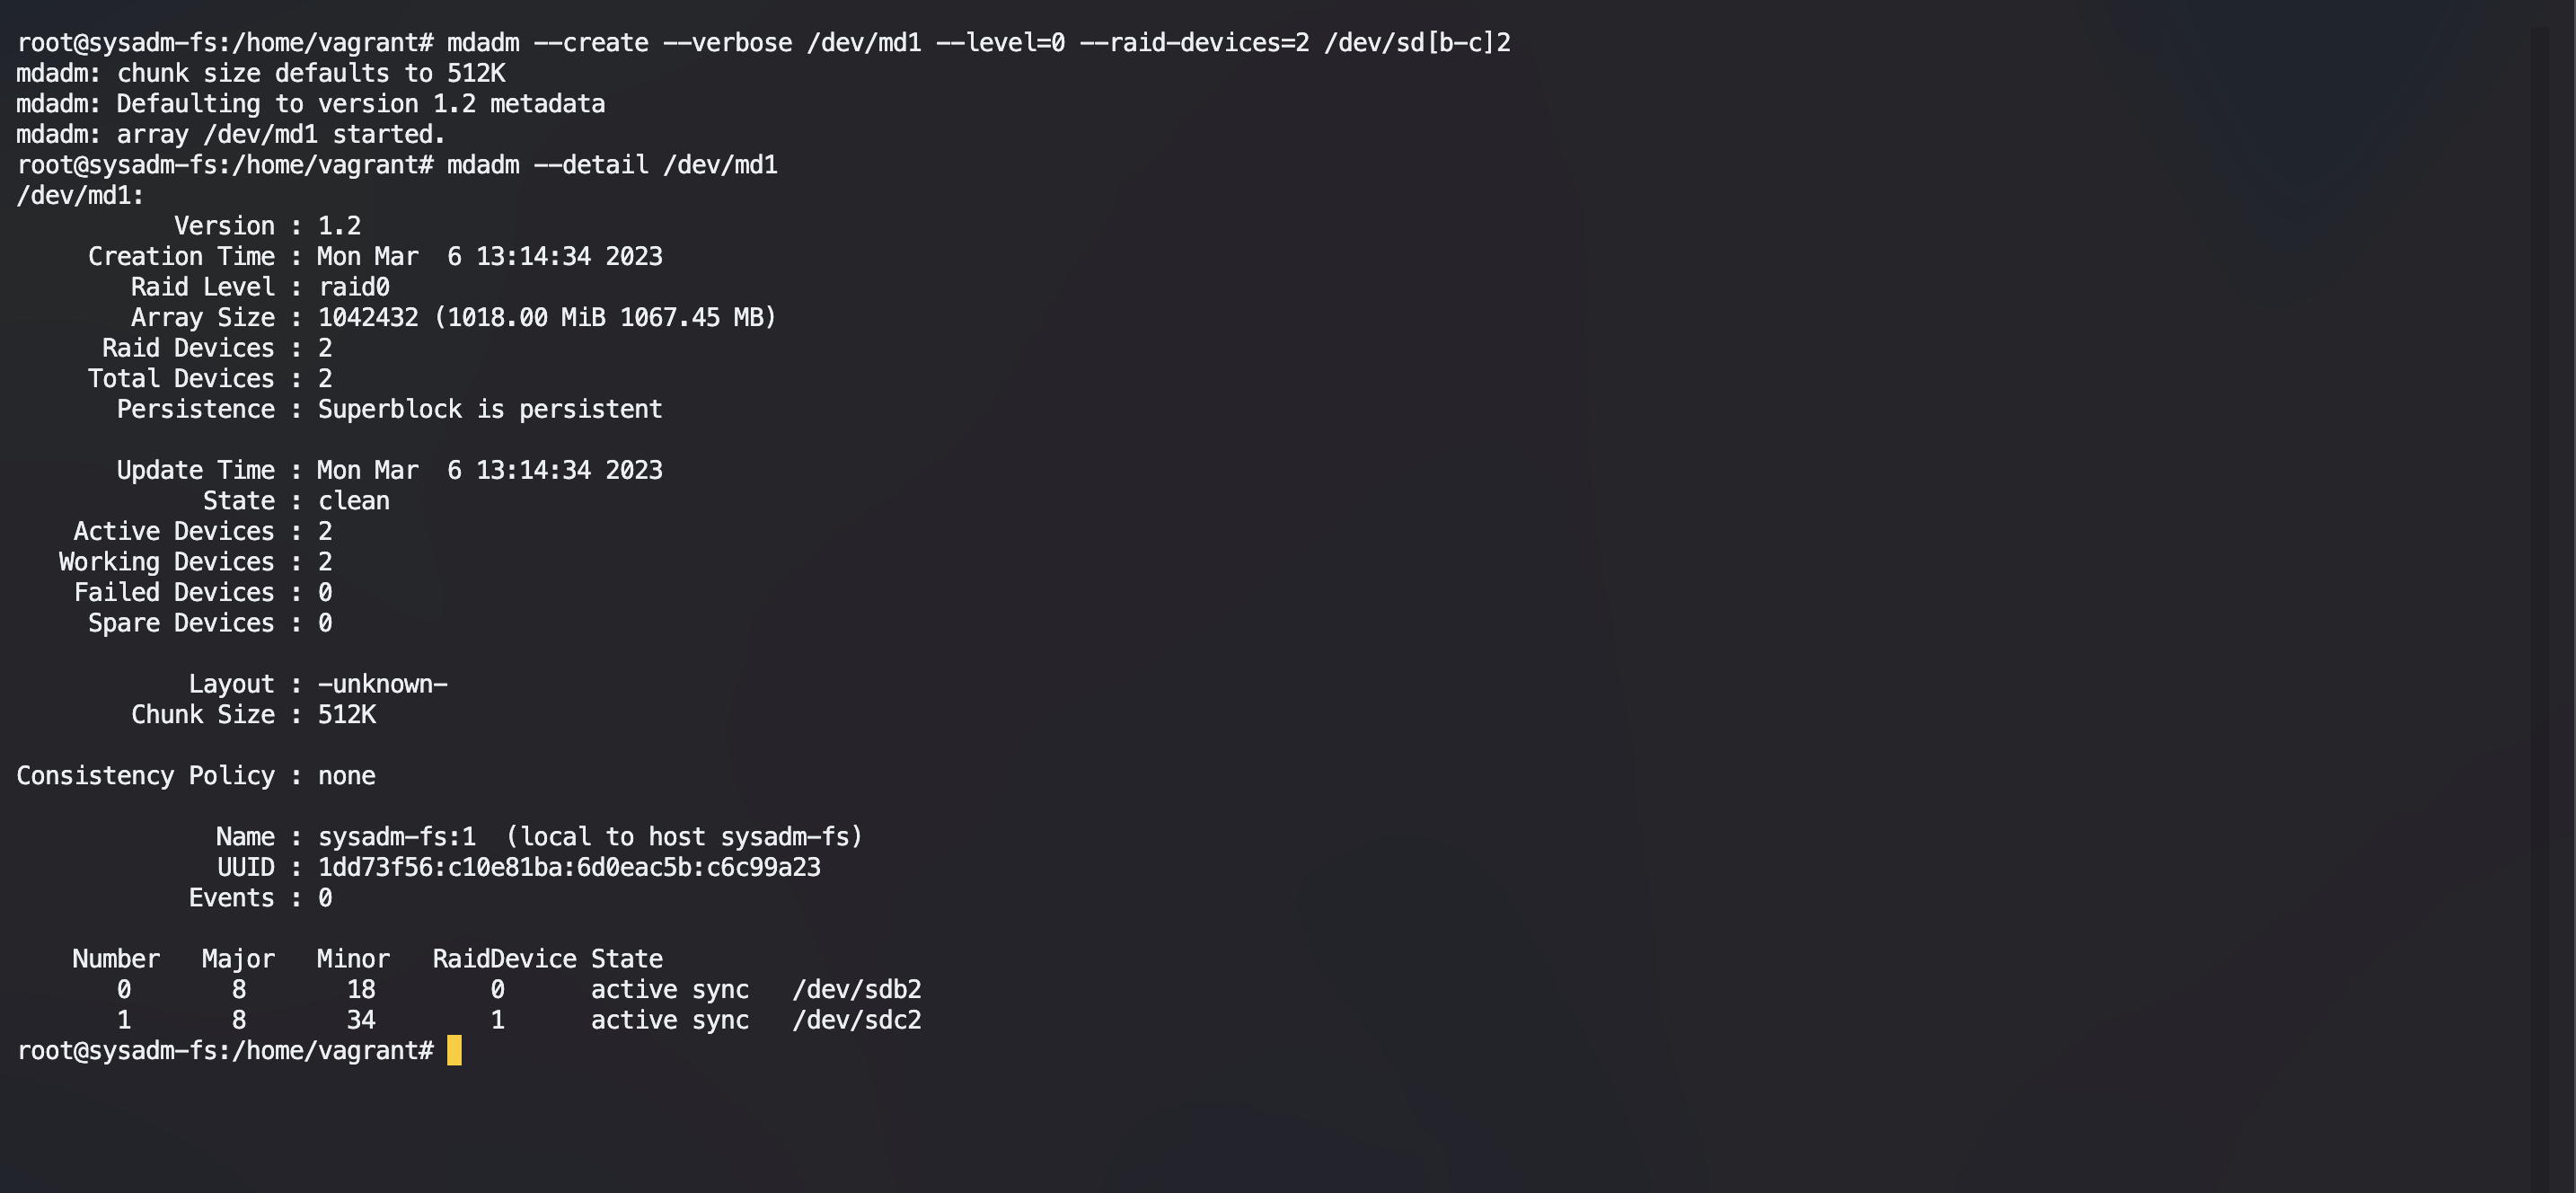 root@sysadm-fs:/home/vagrant# mdadm --create --verbose /dev/md1 --level=0 --raid-devices=2 /dev/sd[b-c]2
mdadm: chunk size defaults to 512K
mdadm: Defaulting to version 1.2 metadata
mdadm: array /dev/md1 started.
root@sysadm-fs:/home/vagrant# mdadm --detail /dev/md1
/dev/md1:
           Version : 1.2
     Creation Time : Mon Mar  6 13:14:34 2023
        Raid Level : raid0
        Array Size : 1042432 (1018.00 MiB 1067.45 MB)
      Raid Devices : 2
     Total Devices : 2
       Persistence : Superblock is persistent

       Update Time : Mon Mar  6 13:14:34 2023
             State : clean
    Active Devices : 2
   Working Devices : 2
    Failed Devices : 0
     Spare Devices : 0

            Layout : -unknown-
        Chunk Size : 512K

Consistency Policy : none

              Name : sysadm-fs:1  (local to host sysadm-fs)
              UUID : 1dd73f56:c10e81ba:6d0eac5b:c6c99a23
            Events : 0

    Number   Major   Minor   RaidDevice State
       0       8       18        0      active sync   /dev/sdb2
       1       8       34        1      active sync   /dev/sdc2
root@sysadm-fs:/home/vagrant#